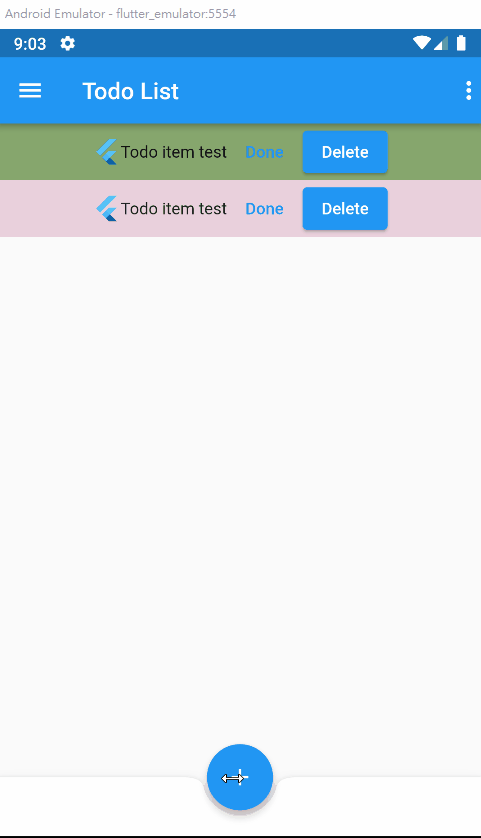 Android Emulator - flutter_emulator:5554
9:03
Todo List
Todo item test Done Delete
Todo item test Done Delete